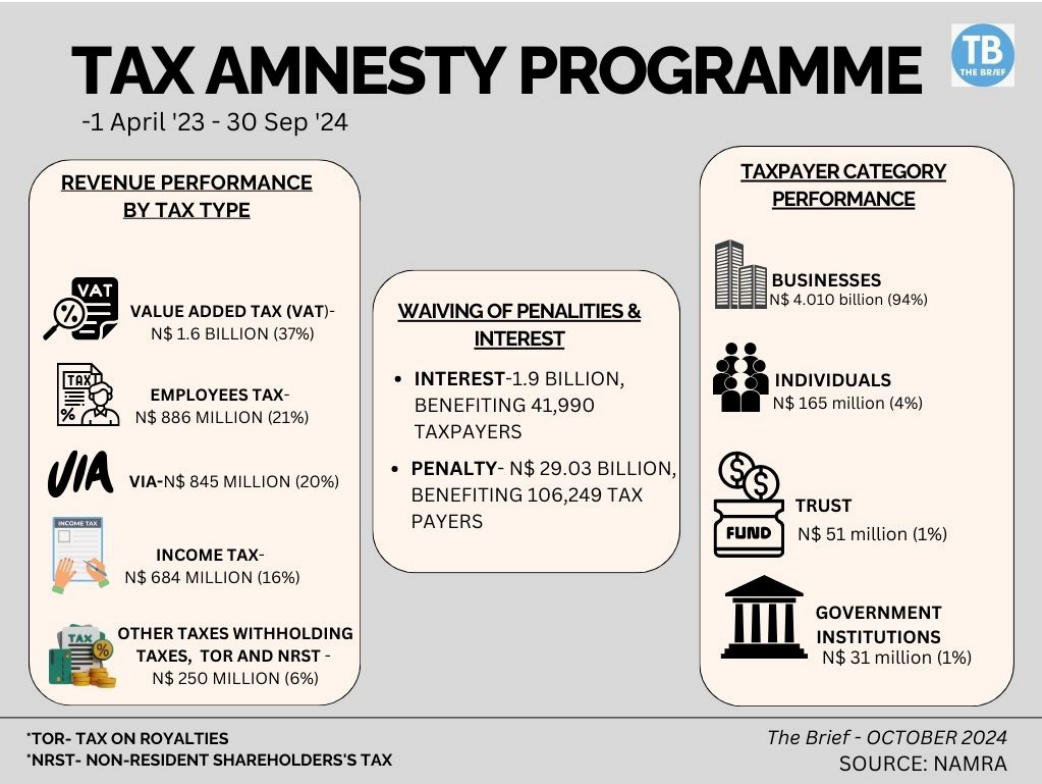 TAX AMNESTY PROGRAMME
TB
THE BRIEF
-1 April '23 - 30 Sep '24
REVENUE PERFORMANCE
BY TAX TYPE
VAT
VALUE ADDED TAX (VAT)-
N$ 1.6 BILLION (37%)
TAX
%
EMPLOYEES TAX-
N$ 886 MILLION (21%)
VIA
VIA-N$ 845 MILLION (20%)
INCOME TAX
INCOME TAX-
N$ 684 MILLION (16%)
TAX
%
OTHER TAXES WITHHOLDING
TAXES, TOR AND NRST -
N$ 250 MILLION (6%)
WAIVING OF PENALITIES &
INTEREST
• INTEREST-1.9 BILLION,
BENEFITING 41,990
TAXPAYERS
• PENALTY- N$ 29.03 BILLION,
BENEFITING 106,249 TAX
PAYERS
TAXPAYER CATEGORY
PERFORMANCE
BUSINESSES
N$ 4.010 billion (94%)
INDIVIDUALS
N$ 165 million (4%)
$ $
FUND
TRUST
N$ 51 million (1%)
GOVERNMENT
INSTITUTIONS
N$ 31 million (1%)
*TOR- TAX ON ROYALTIES
*NRST- NON-RESIDENT SHAREHOLDERS'S TAX
The Brief - OCTOBER 2024
SOURCE: NAMRA